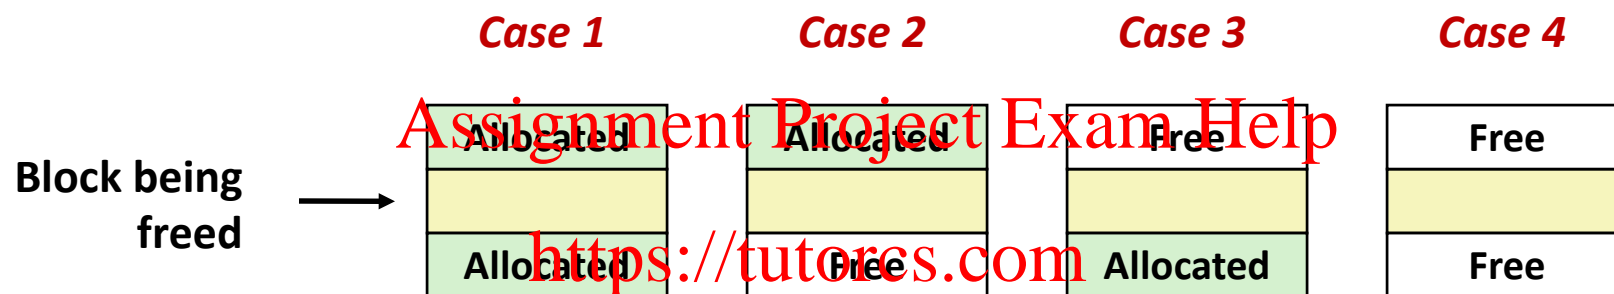 Case 1 Case 2 Case 3 Case 4
Assignment Project Exam Help
Allocated Allocated Free Free
Block being
freed
https://tutorcs.com
Allocated Free Allocated Free